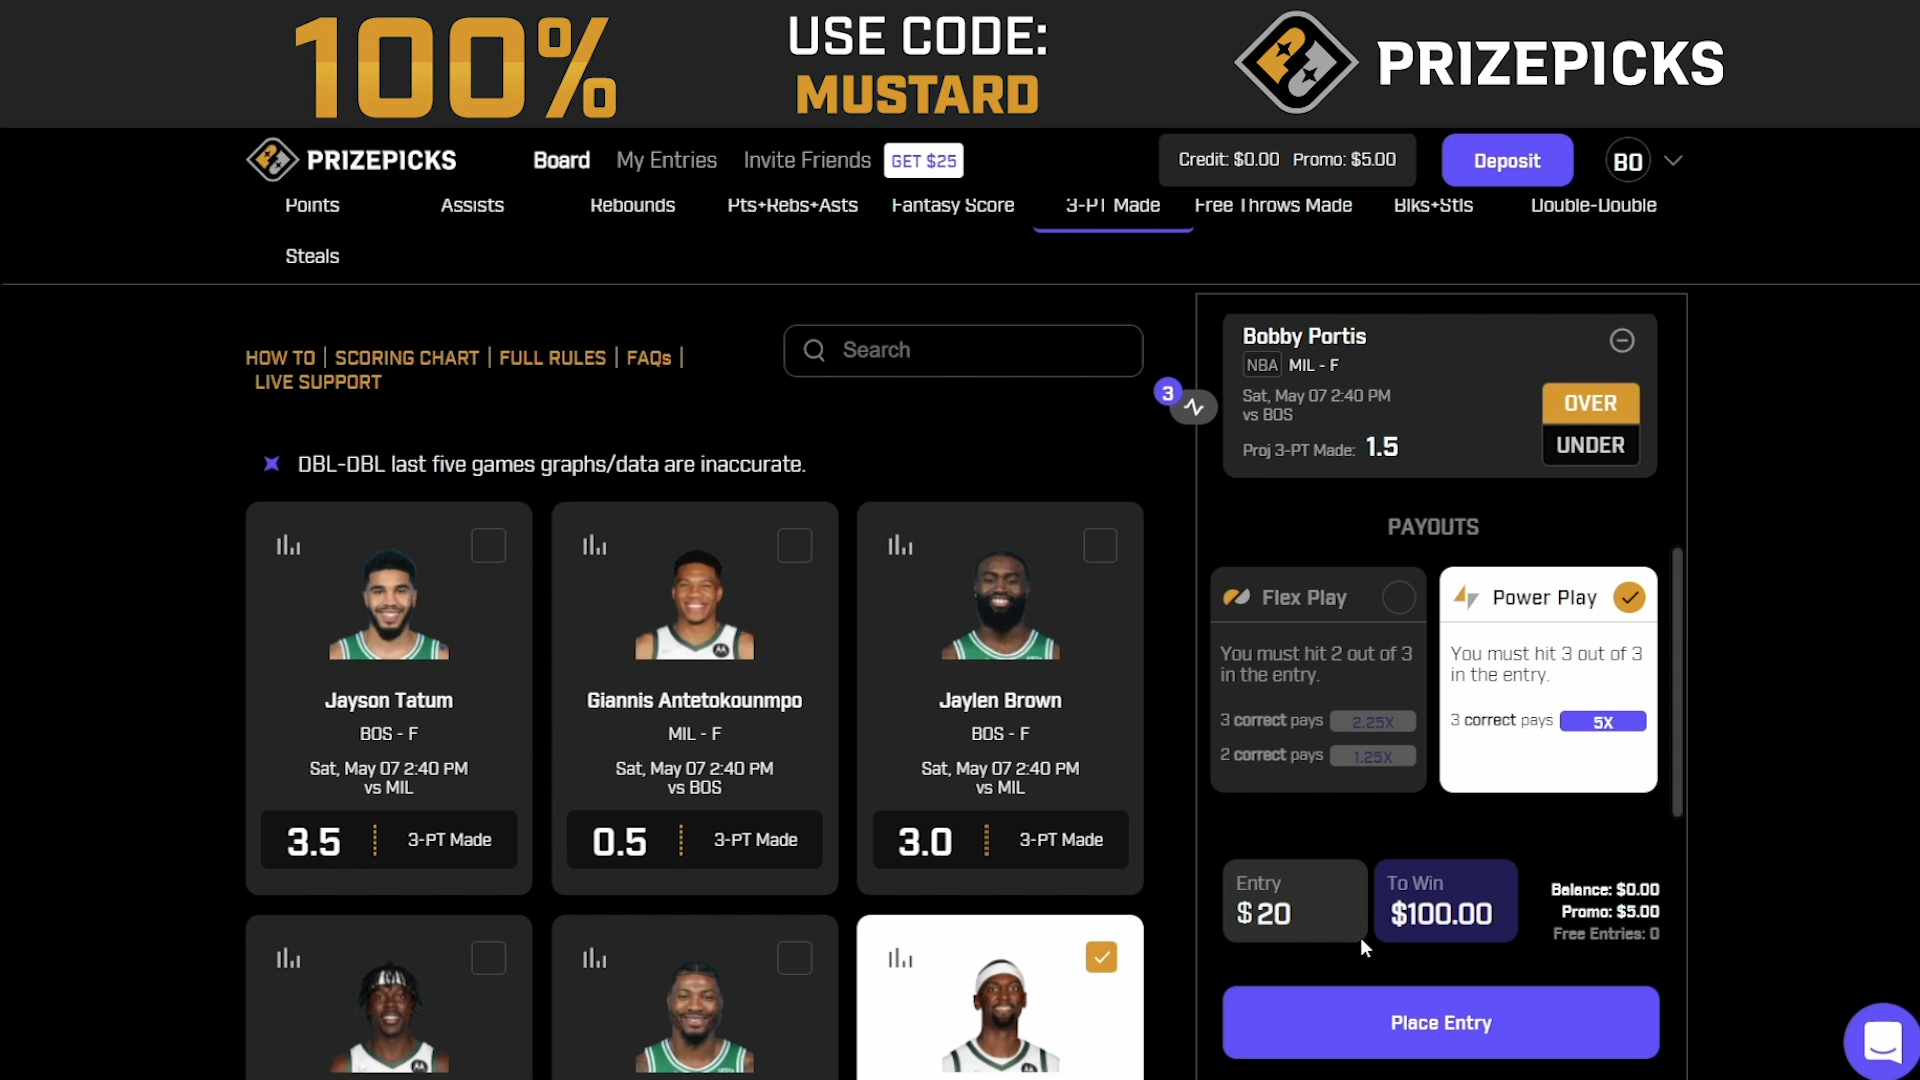 100%
USE CODE:
MUSTARD
PRIZEPICKS
PRIZEPICKS
Board
My Entries
Invite Friends
GET $25
Credit: $0.00 Promo: $5.00
Deposit
BO
Points
Assists
Rebounds
Pts+Rebs+Asts
Fantasy Score
3-PT Made
Free Throws Made
Blks+Stls
Double-Double
Steals
HOW TO | SCORING CHART | FULL RULES | FAQs |
LIVE SUPPORT
Search
DBL-DBL last five games graphs/data are inaccurate.
Jayson Tatum
BOS - F
Sat, May 07 2:40 PM
vs MIL
3.5
3-PT Made
Giannis Antetokounmpo
MIL - F
Sat, May 07 2:40 PM
vs BOS
0.5
3-PT Made
Jaylen Brown
BOS - F
Sat, May 07 2:40 PM
vs MIL
3.0
3-PT Made
3
Bobby Portis
NBA MIL - F
Sat, May 07 2:40 PM
vs BOS
Proj 3-PT Made: 1.5
OVER
UNDER
PAYOUTS
Flex Play
You must hit 2 out of 3
in the entry.
3 correct pays 2.25X
2 correct pays 1.25X
Power Play
You must hit 3 out of 3
in the entry.
3 correct pays 5X
Entry
$20
To Win
$100.00
Balance: $0.00
Promo: $5.00
Free Entries: 0
Place Entry